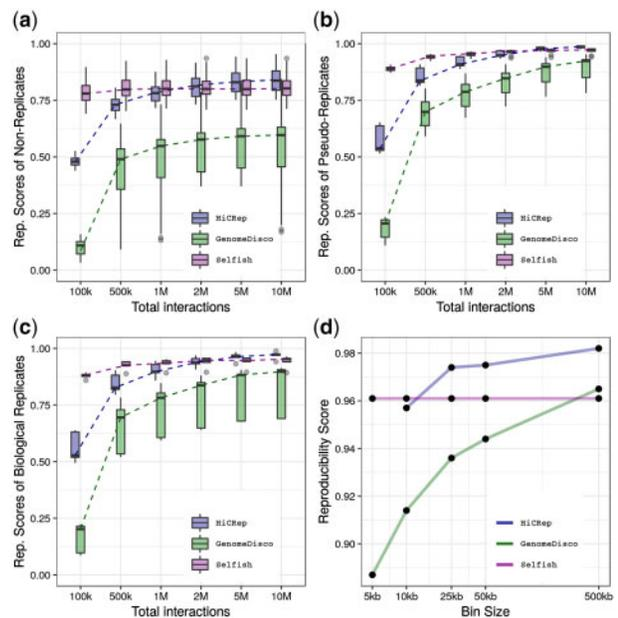 (a)
Rep. Scores of Non-Replicates
1.00
0.75
0.50
0.25
0.00
HiCRep
GenomeDisco
Selfish
100k 500k 1M 2M 5M 10M
Total interactions
(b)
Rep. Scores of Pseudo-Replicates
1.00
0.75
0.50
0.25
0.00
HiCRep
GenomeDisco
Selfish
100k 500k 1M 2M 5M 10M
Total interactions
(c)
Rep. Scores of Biological Replicates
1.00
0.75
0.50
0.25
0.00
HiCRep
GenomeDisco
Selfish
100k 500k 1M 2M 5M 10M
Total interactions
(d)
Reproducibility Score
0.98
0.96
0.94
0.92
0.90
HiCRep
GenomeDisco
Selfish
5kb 10kb 25kb 50kb 500kb
Bin Size